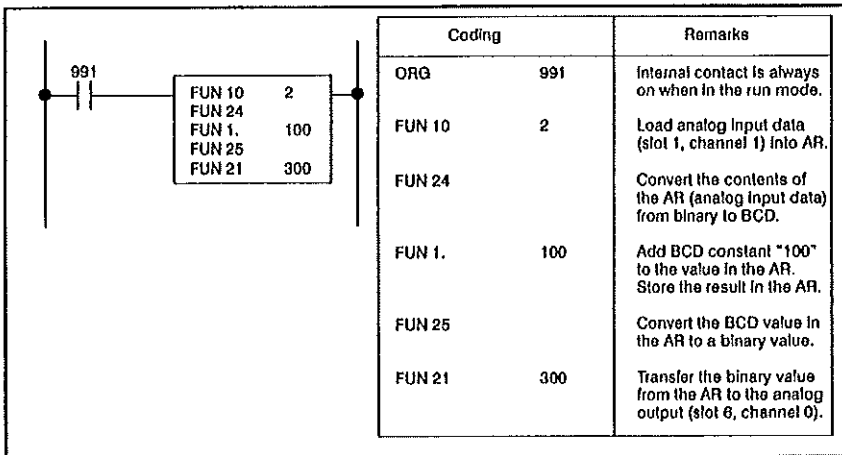 991
FUN 10 2
FUN 24
FUN 1. 100
FUN 25
FUN 21 300
Coding Remarks
ORG 991 Internal contact is always
on when in the run mode.
FUN 10 2 Load analog input data
(slot 1, channel 1) into AR.
FUN 24 Convert the contents of
the AR (analog input data)
from binary to BCD.
FUN 1. 100 Add BCD constant "100"
to the value in the AR.
Store the result in the AR.
FUN 25 Convert the BCD value in
the AR to a binary value.
FUN 21 300 Transfer the binary value
from the AR to the analog
output (slot 6, channel 0).